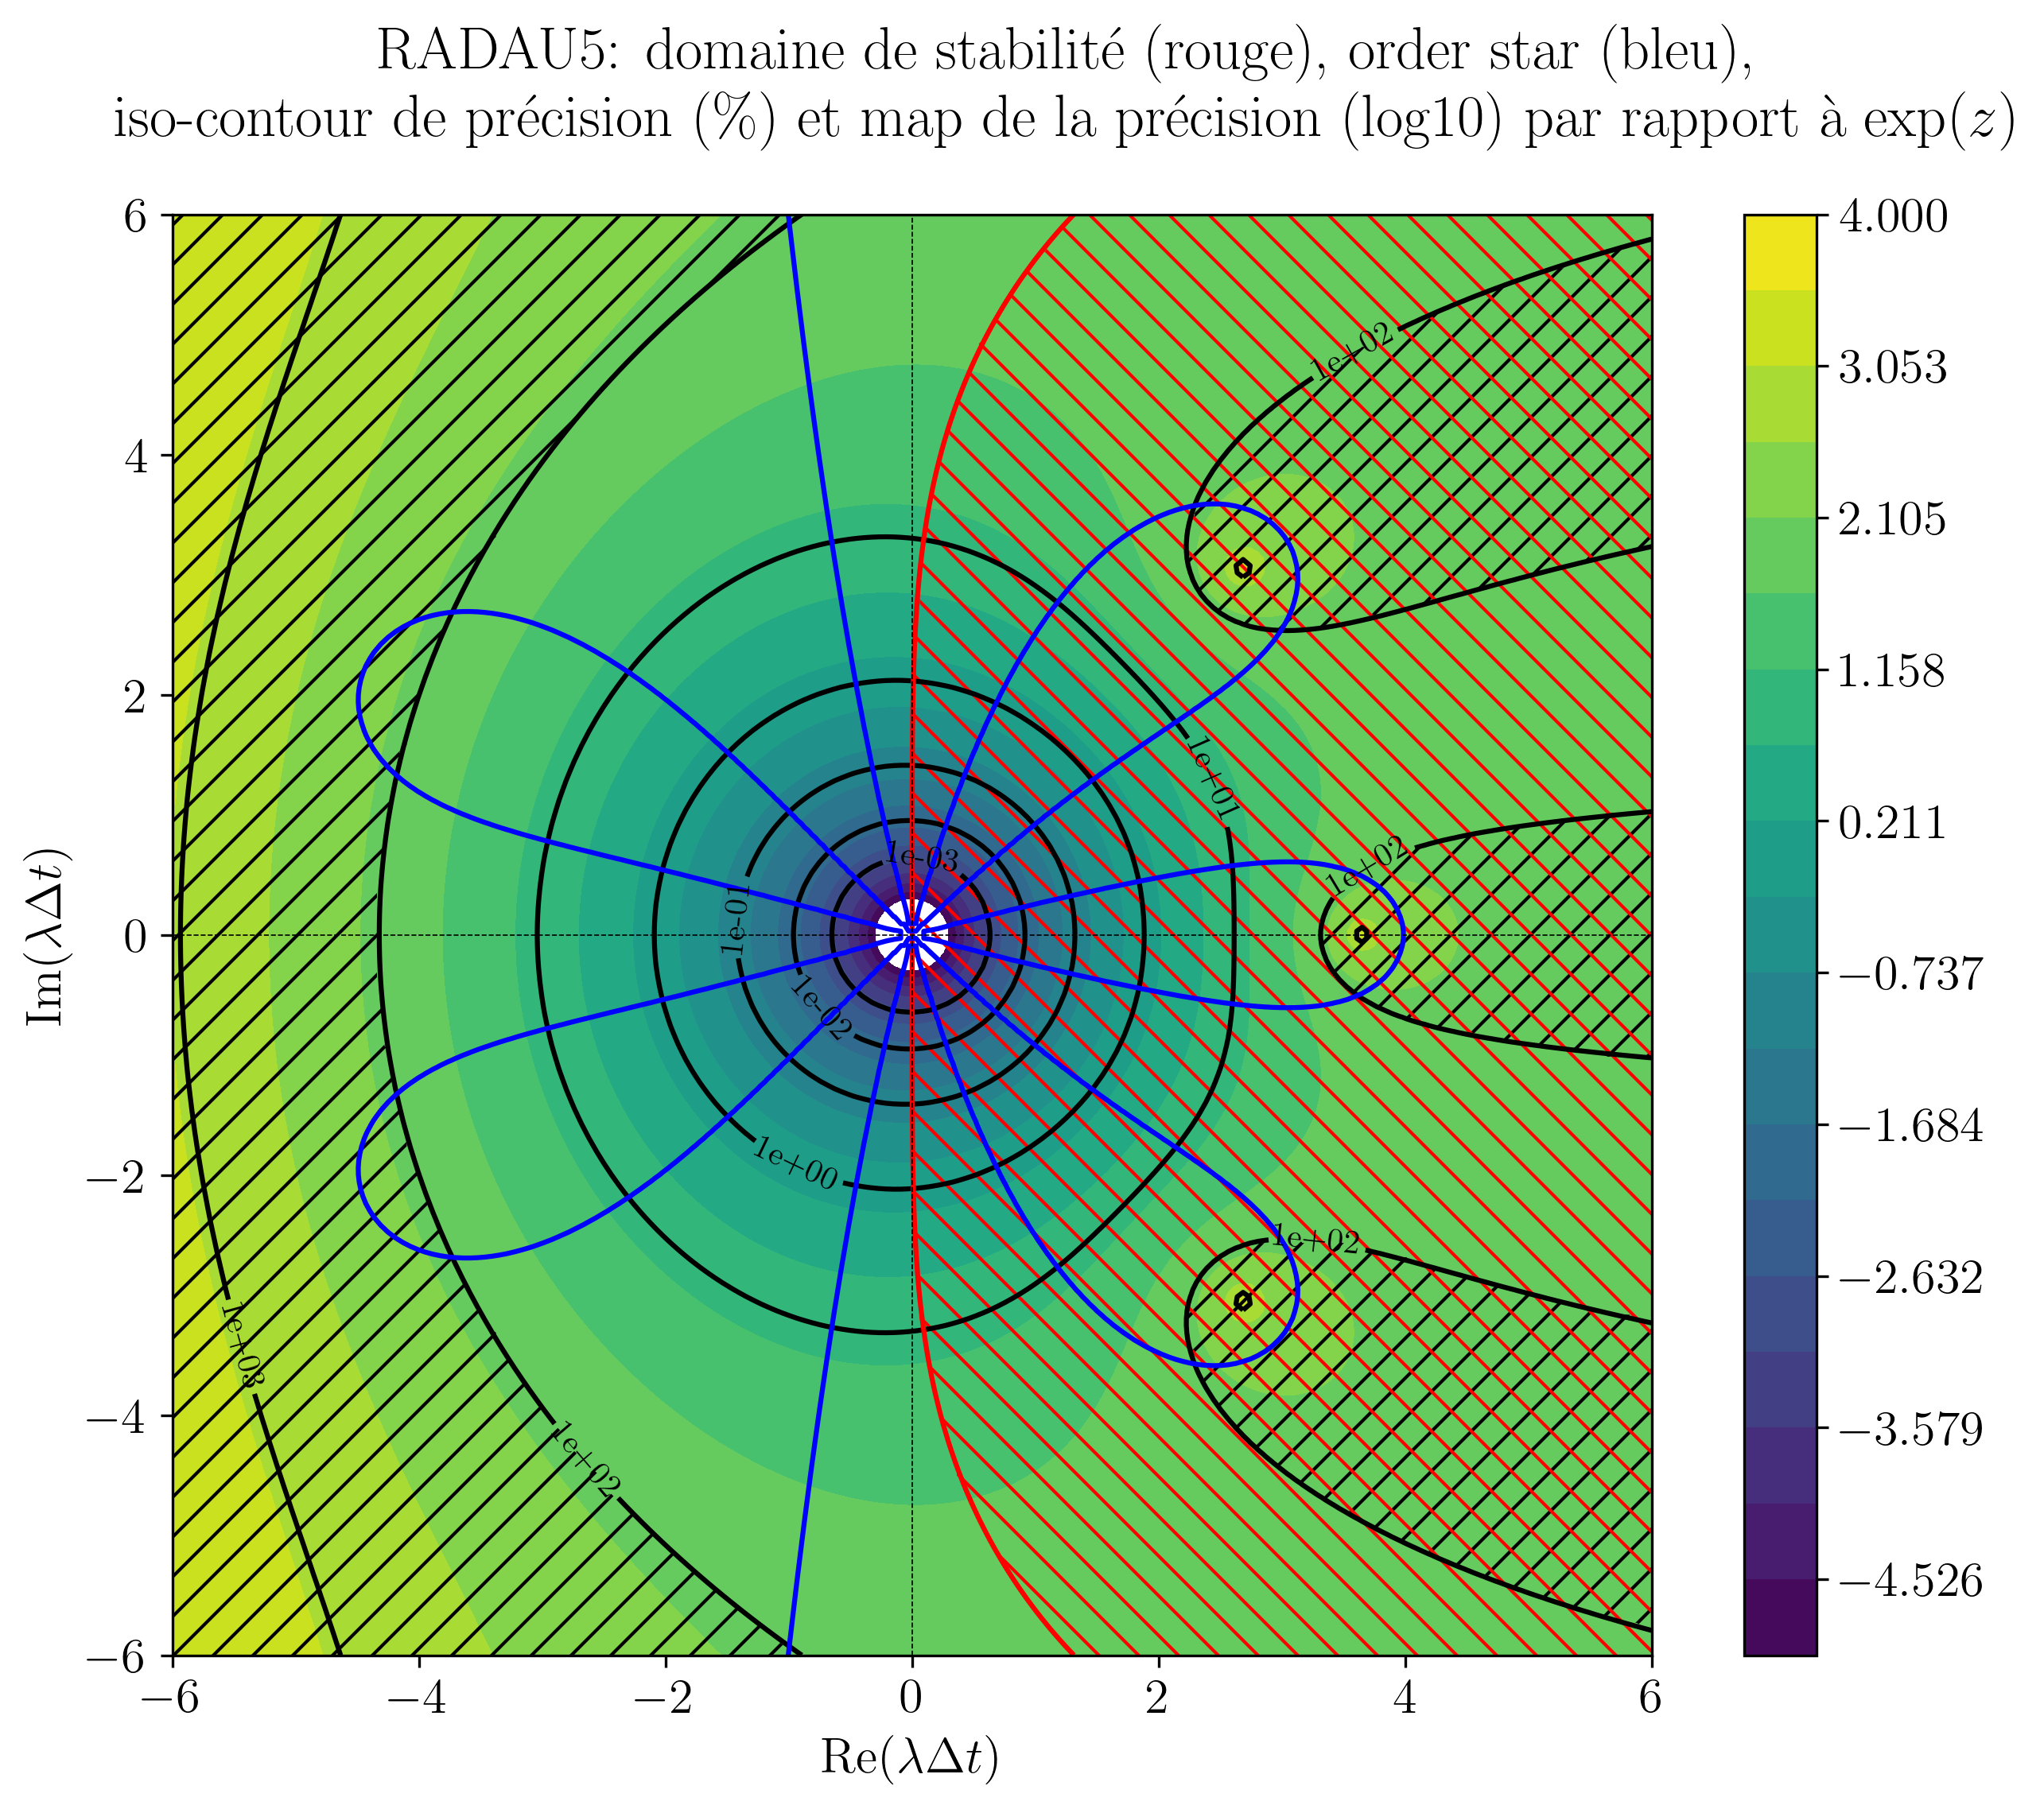 RADAU5: domaine de stabilité (rouge), order star (bleu),
iso-contour de précision (%) et map de la précision (log10) par rapport à exp(z)
6
4
2
0
−2
−4
−6
Im(λΔt)
−6
−4
−2
0
2
4
6
Re(λΔt)
1e+02
1e+01
1e+02
1e-03
1e-01
1e-02
1e+00
1e+02
1e+03
1e+02
4.000
3.053
2.105
1.158
0.211
−0.737
−1.684
−2.632
−3.579
−4.526